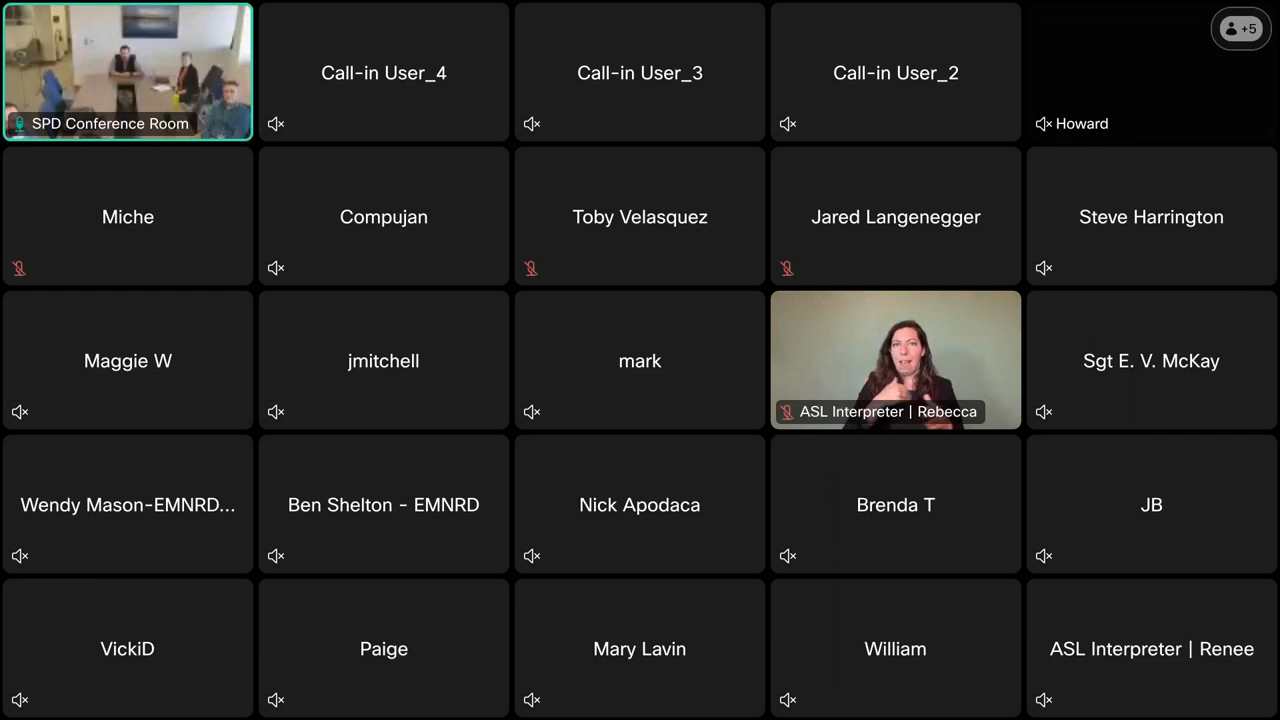 SPD Conference Room
Call-in User_4
Call-in User_3
Call-in User_2
+5
Howard
Miche
Compujan
Toby Velasquez
Jared Langenegger
Steve Harrington
Maggie W
jmitchell
mark
ASL Interpreter | Rebecca
Sgt E. V. McKay
Wendy Mason-EMNRD...
Ben Shelton - EMNRD
Nick Apodaca
Brenda T
JB
VickiD
Paige
Mary Lavin
William
ASL Interpreter | Renee